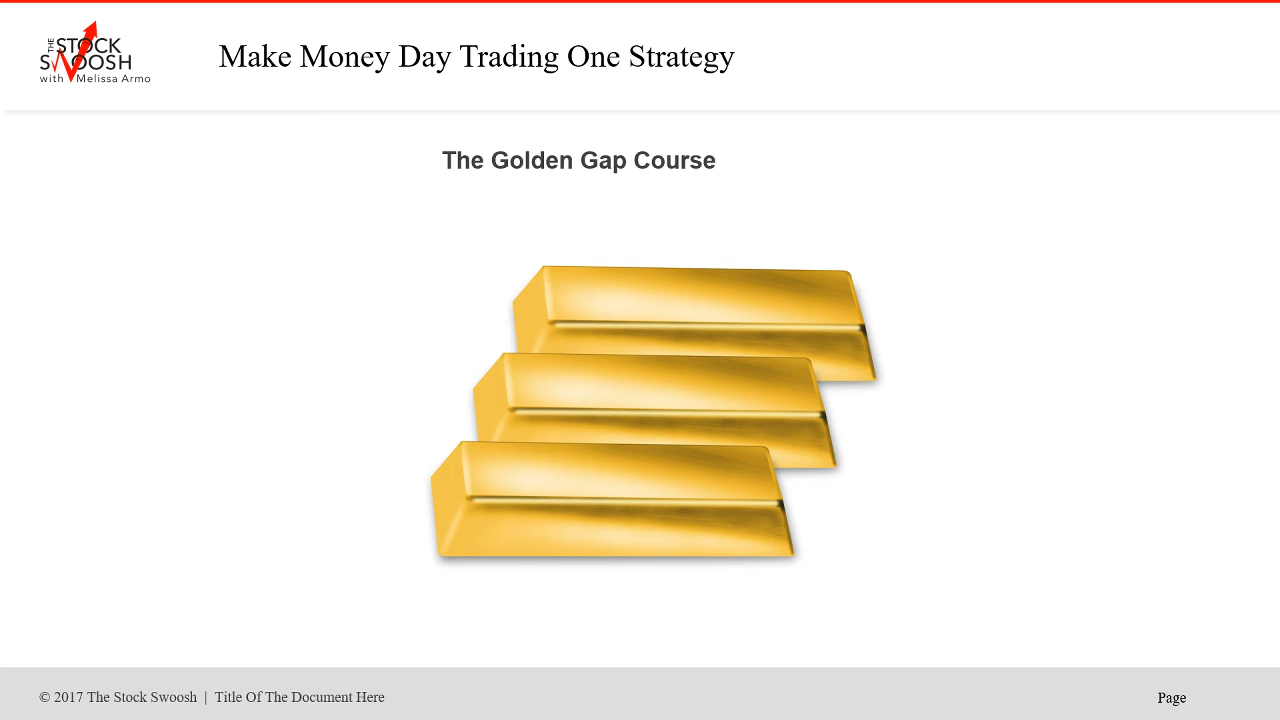 THE STOCK
SWOOSH
with Melissa Armo
Make Money Day Trading One Strategy
The Golden Gap Course
© 2017 The Stock Swoosh | Title Of The Document Here
Page